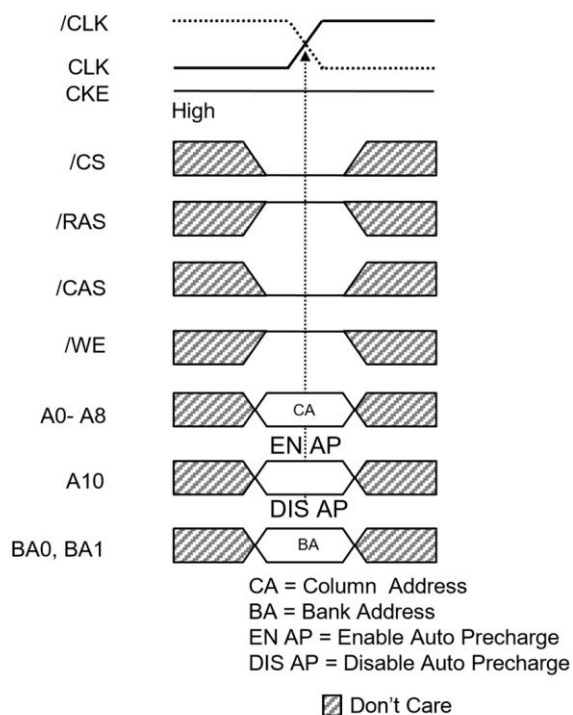 /CLK
CLK
CKE
High
/CS
/RAS
/CAS
/WE
A0- A8
CA
EN AP
A10
DIS AP
BA0, BA1
BA
CA = Column Address
BA = Bank Address
EN AP = Enable Auto Precharge
DIS AP = Disable Auto Precharge
Don't Care